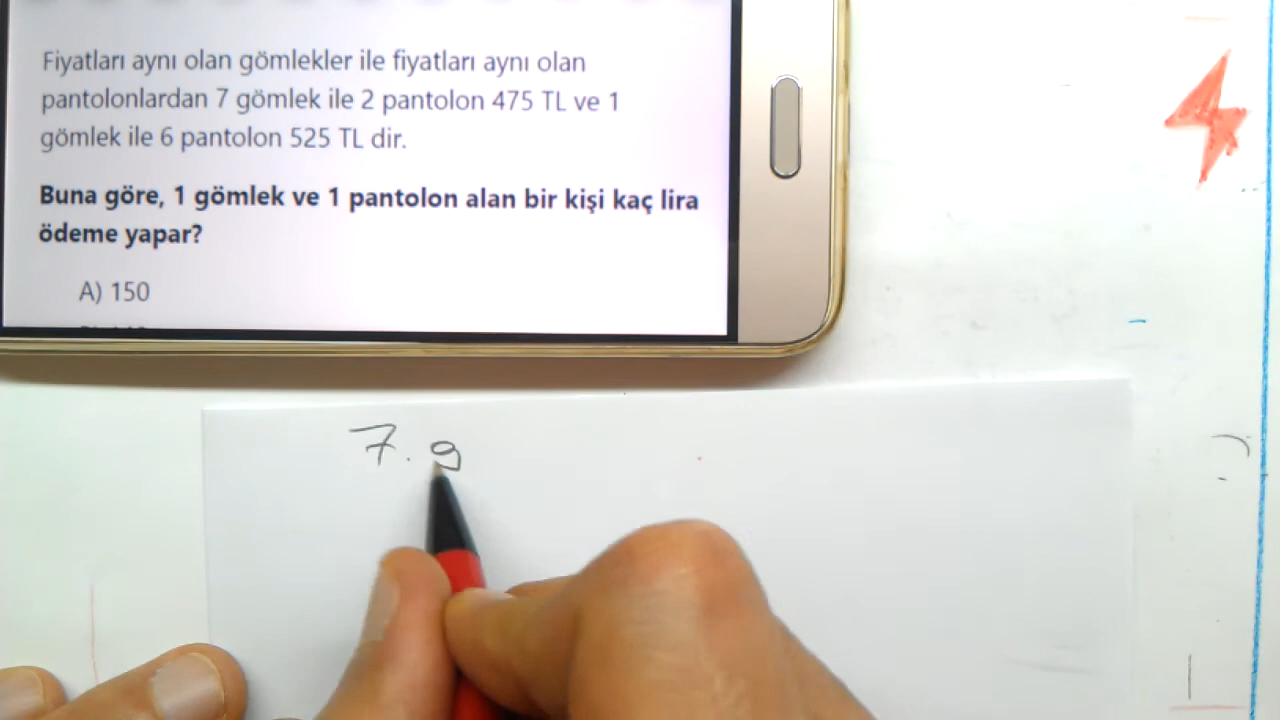 Fiyatları aynı olan gömlekler ile fiyatları aynı olan
pantolonlardan 7 gömlek ile 2 pantolon 475 TL ve 1
gömlek ile 6 pantolon 525 TL dir.
Buna göre, 1 gömlek ve 1 pantolon alan bir kişi kaç lira
ödeme yapar?
A) 150
7. g